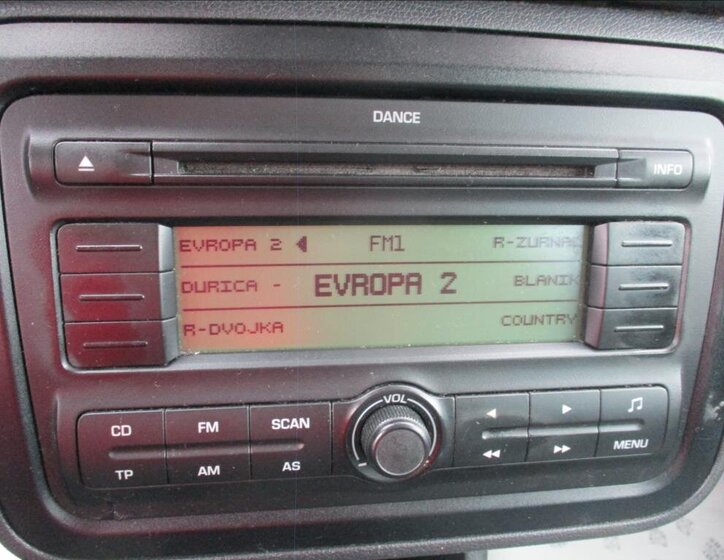 DANCE
INFO
EVROPA 2 FM1 R-ZURNAL
DURICA - EVROPA 2 BLANIK
R-DVOJKA COUNTRY
VOL
CD FM SCAN
TP AM AS MENU